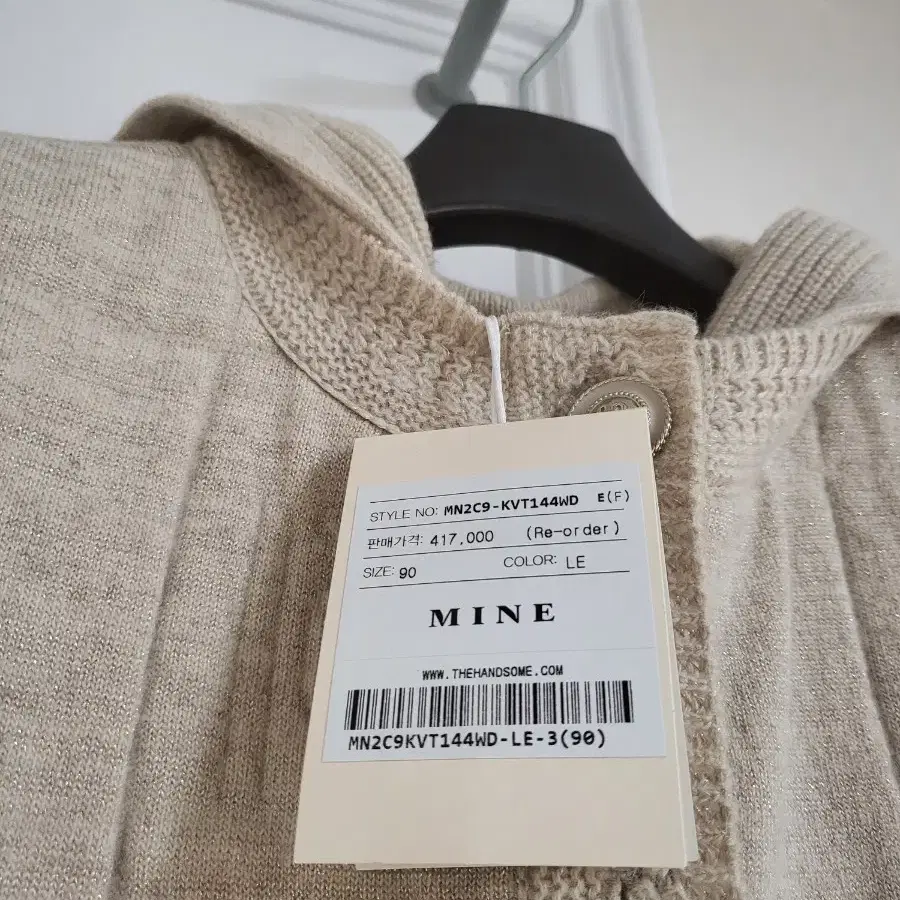 STYLE NO: MN2C9-KVT144WD E(F)
판매가격: 417,000 (Re-order)
SIZE: 90 COLOR: LE
MINE
WWW.THEHANDSOME.COM
MN2C9KVT144WD-LE-3(90)